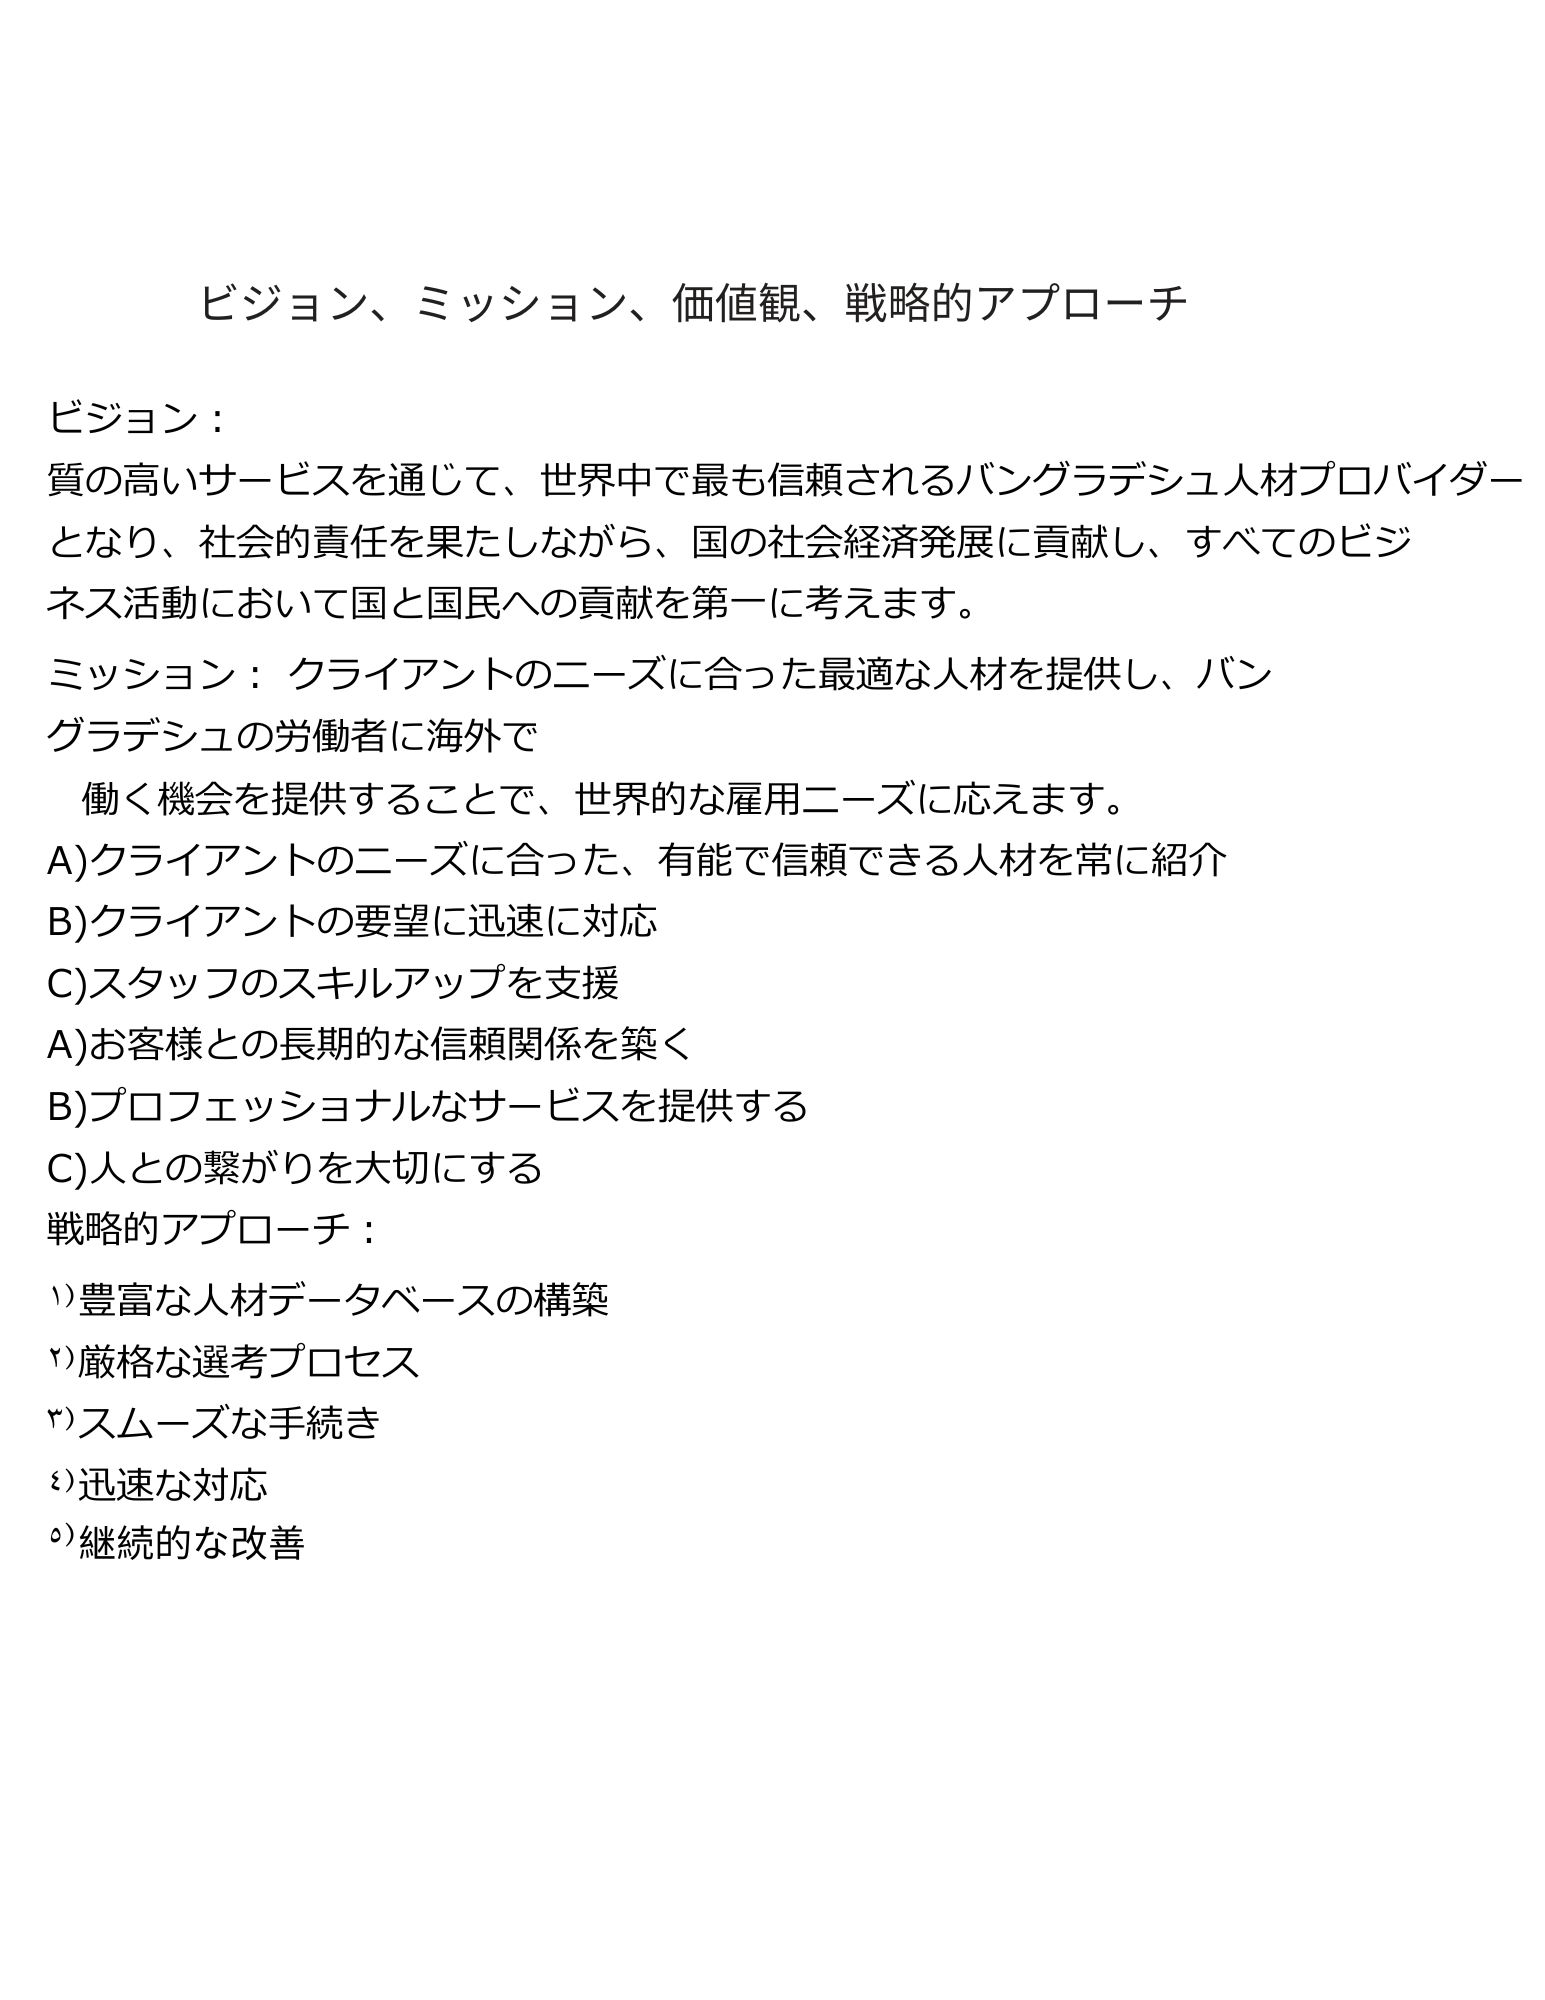 ビジョン、ミッション、価値観、戦略的アプローチ
ビジョン：
質の高いサービスを通じて、世界中で最も信頼されるバングラデシュ人材プロバイダー
となり、社会的責任を果たしながら、国の社会経済発展に貢献し、すべてのビジ
ネス活動において国と国民への貢献を第一に考えます。
ミッション： クライアントのニーズに合った最適な人材を提供し、バン
グラデシュの労働者に海外で
　働く機会を提供することで、世界的な雇用ニーズに応えます。
A)クライアントのニーズに合った、有能で信頼できる人材を常に紹介
B)クライアントの要望に迅速に対応
C)スタッフのスキルアップを支援
A)お客様との長期的な信頼関係を築く
B)プロフェッショナルなサービスを提供する
C)人との繋がりを大切にする
戦略的アプローチ：
١)豊富な人材データベースの構築
٢)厳格な選考プロセス
٣)スムーズな手続き
٤)迅速な対応
٥)継続的な改善